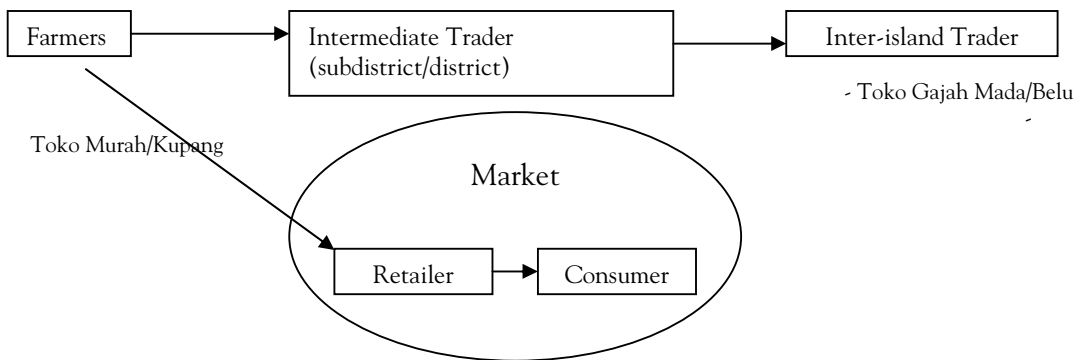 Farmers
Intermediate Trader
(subdistrict/district)
Inter-island Trader
- Toko Gajah Mada/Belu
-
Toko Murah/Kupang
Market
Retailer
Consumer